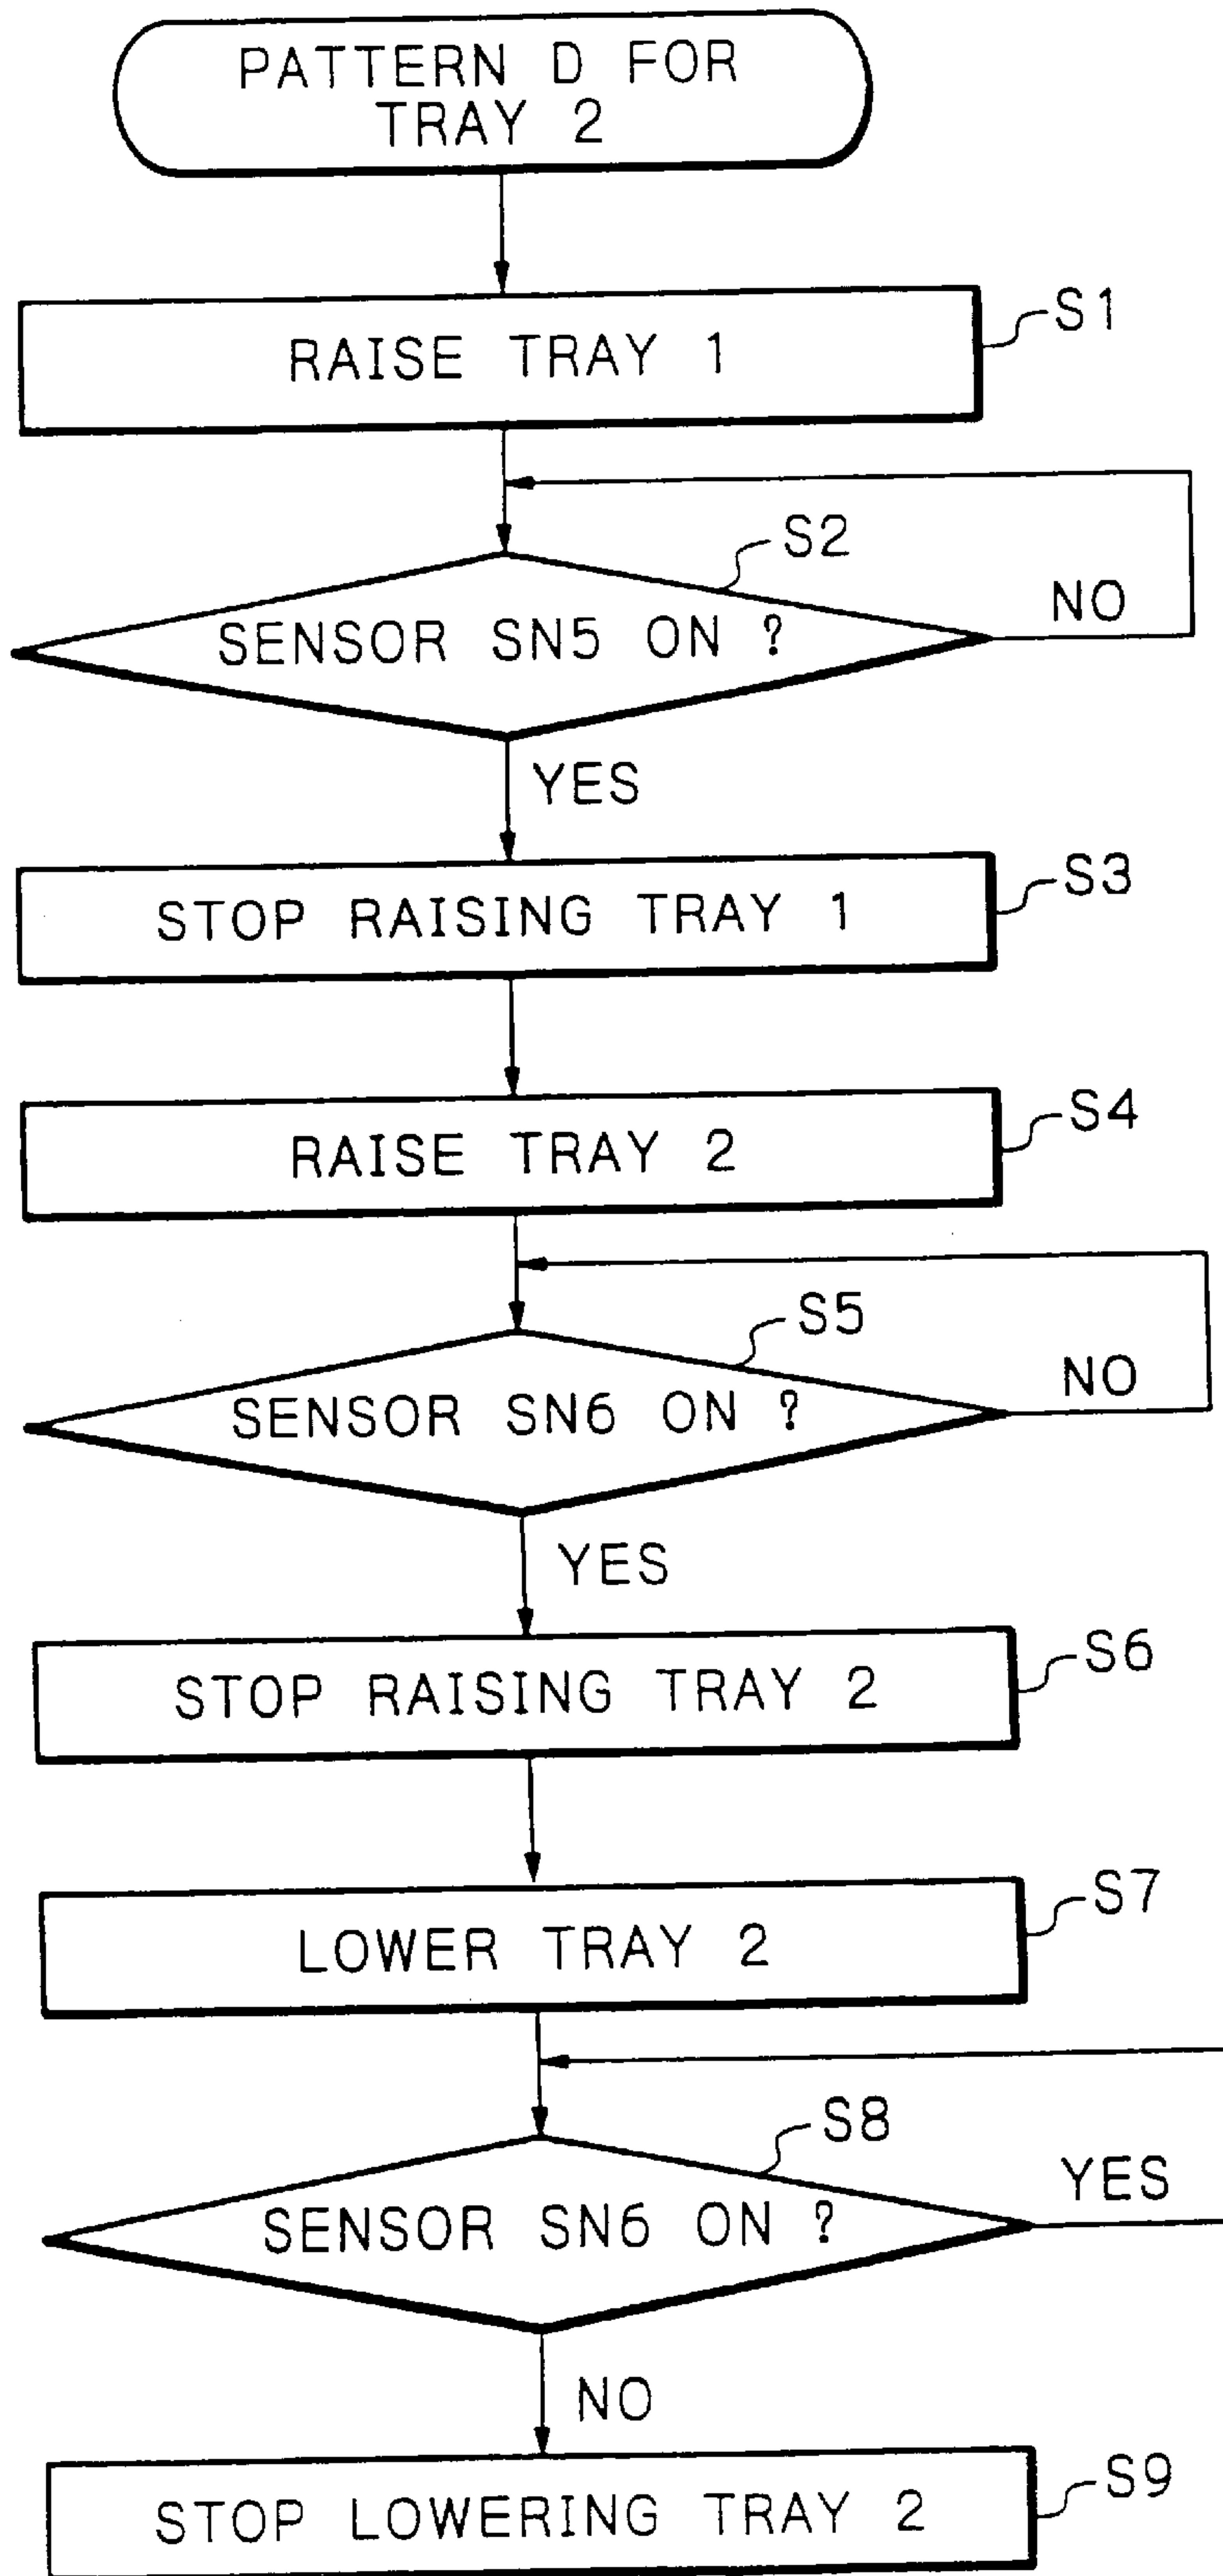 PATTERN D FOR
TRAY 2
RAISE TRAY 1
S1
S2
SENSOR SN5 ON ?
NO
YES
STOP RAISING TRAY 1
S3
RAISE TRAY 2
S4
S5
SENSOR SN6 ON ?
NO
YES
STOP RAISING TRAY 2
S6
LOWER TRAY 2
S7
S8
SENSOR SN6 ON ?
YES
NO
STOP LOWERING TRAY 2
S9